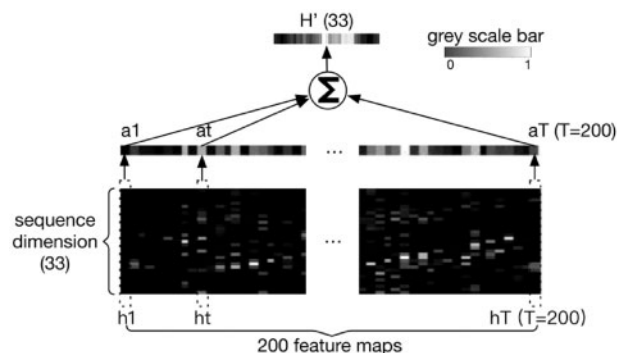 H' (33)
grey scale bar
0 1
Σ
a1 at aT (T=200)
...
sequence
dimension
(33)
...
h1 ht hT (T=200)
200 feature maps